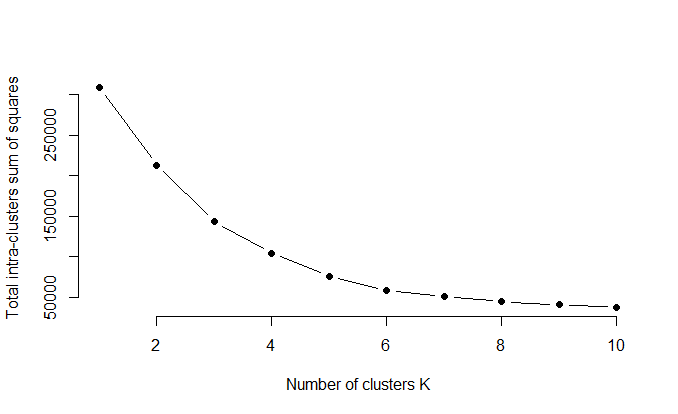 Total intra-clusters sum of squares
250000
150000
50000
2 4 6 8 10
Number of clusters K